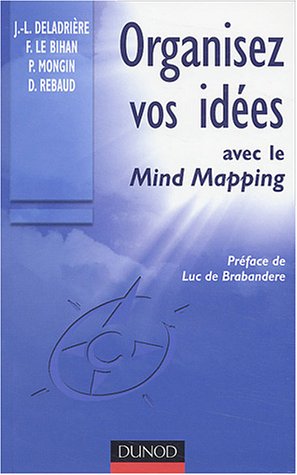 J.-L. DELADRIÈRE
F. LE BIHAN
P. MONGIN
D. REBAUD
Organisez
vos idées
avec le
Mind Mapping
Préface de
Luc de Brabandere
DUNOD